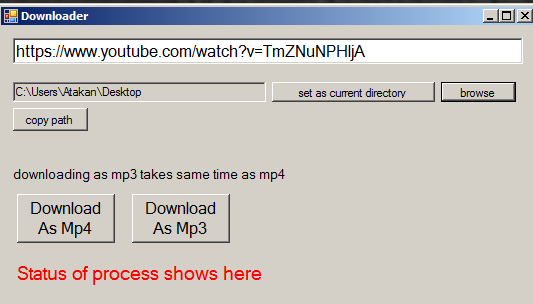 Downloader
https://www.youtube.com/watch?v=TmZNuNPHljA
C:\Users\Atakan\Desktop
set as current directory
browse
copy path
downloading as mp3 takes same time as mp4
Download
As Mp4
Download
As Mp3
Status of process shows here